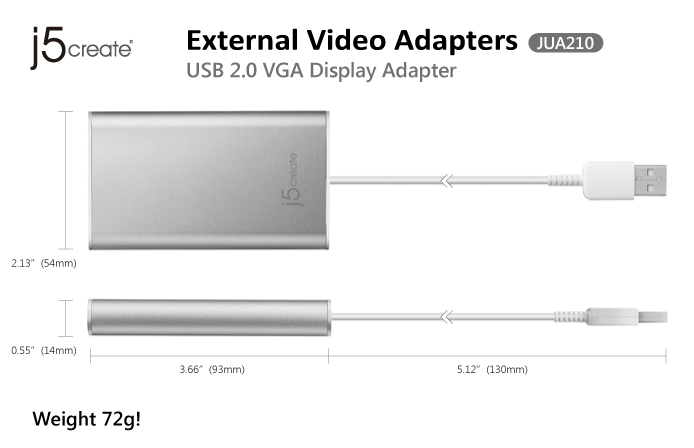 j5create®
External Video Adapters JUA210
USB 2.0 VGA Display Adapter
j5create
2.13" (54mm)
0.55" (14mm)
3.66" (93mm)
5.12" (130mm)
Weight 72g!